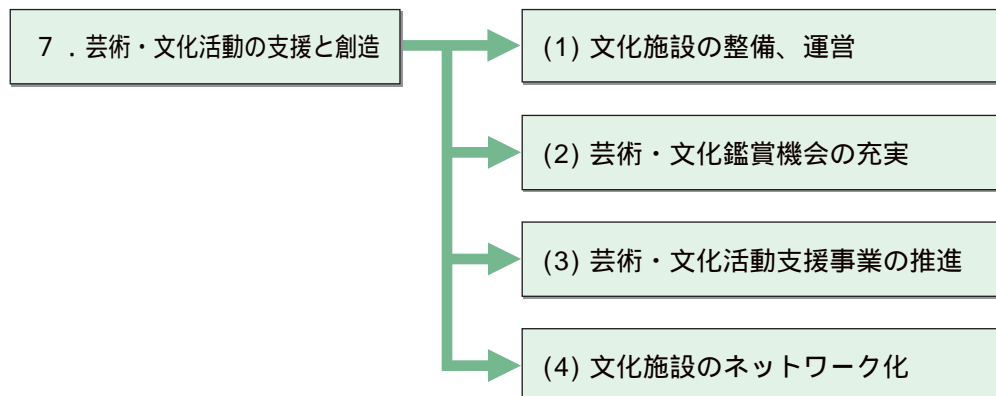 ７．芸術・文化活動の支援と創造
(1) 文化施設の整備、運営
(2) 芸術・文化鑑賞機会の充実
(3) 芸術・文化活動支援事業の推進
(4) 文化施設のネットワーク化